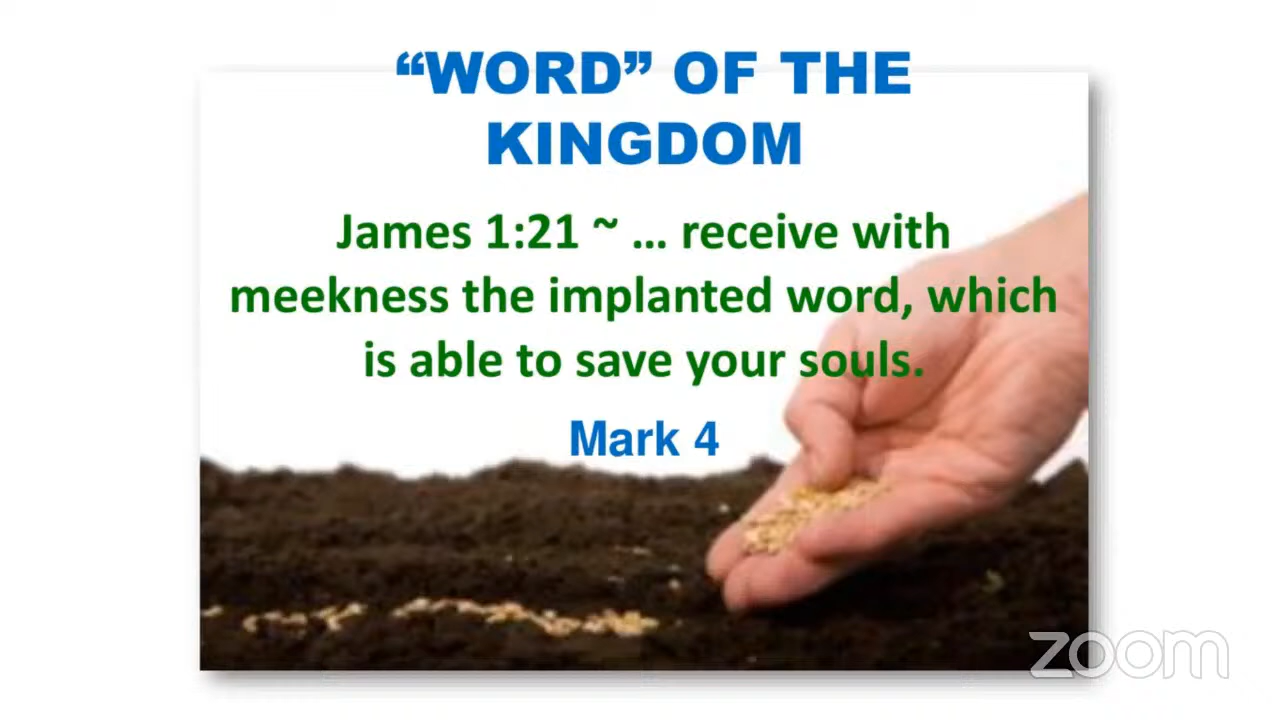 “WORD” OF THE
KINGDOM
James 1:21 ~ ... receive with
meekness the implanted word, which
is able to save your souls.
Mark 4
zoom